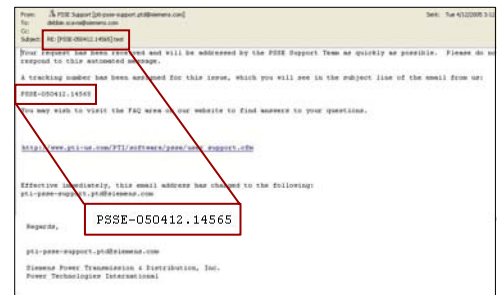 From: PSSE Support [pti-psse-support.ptd@siemens.com]
Sent: Tue 4/12/2005 3:12
To:
Cc:
Subject: RE: [PSSE-050412.14565] test
Your request has been received and will be addressed by the PSSE Support Team as quickly as possible. Please do no
respond to this automated message.
A tracking number has been assigned for this issue, which you will see in the subject line of the email from us:
PSSE-050412.14565
You may wish to visit the FAQ area on our website to find answers to your questions.
http://www.pti-us.com/PTI/software/psse/user_support.cfm
Effective immediately, this email address has changed to the following:
pti-psse-support.ptd@siemens.com
PSSE-050412.14565
Regards,
pti-psse-support.ptd@siemens.com
Siemens Power Transmission & Distribution, Inc.
Power Technologies International